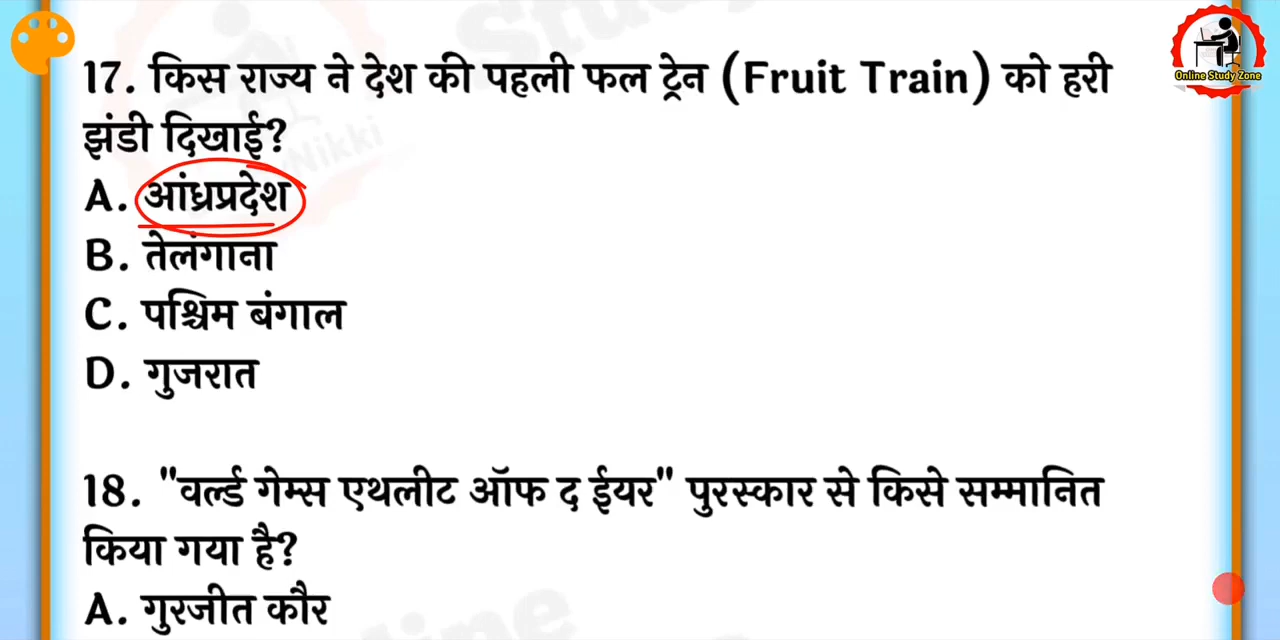 Online Study Zone
17. किस राज्य ने देश की पहली फल ट्रेन (Fruit Train) को हरी
झंडी दिखाई?
Nikki
A. आंध्रप्रदेश
B. तेलंगाना
C. पश्चिम बंगाल
D. गुजरात
18. "वर्ल्ड गेम्स एथलीट ऑफ द ईयर" पुरस्कार से किसे सम्मानित
किया गया है?
A. गुरजीत कौर